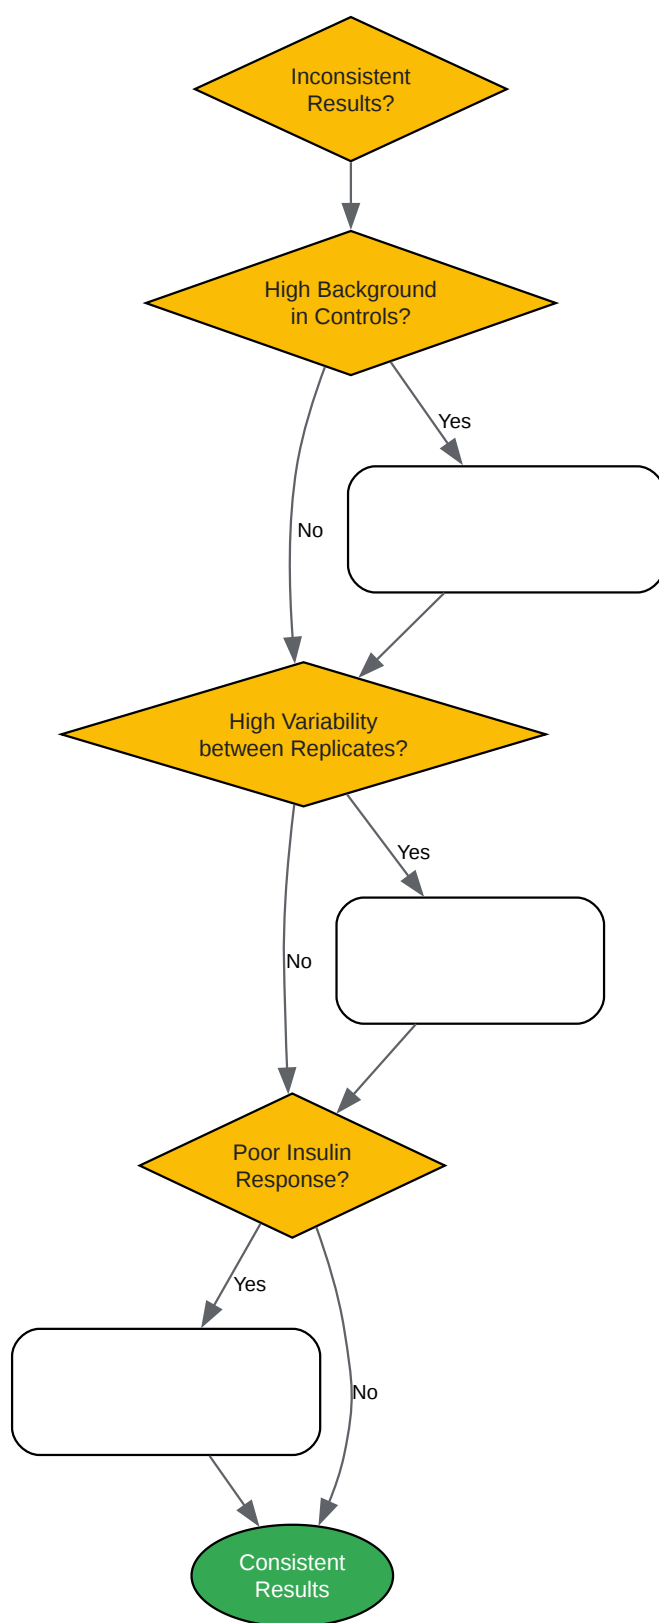 Inconsistent
Results?
High Background
in Controls?
Yes
No
High Variability
between Replicates?
Yes
No
Poor Insulin
Response?
Yes
No
Consistent
Results